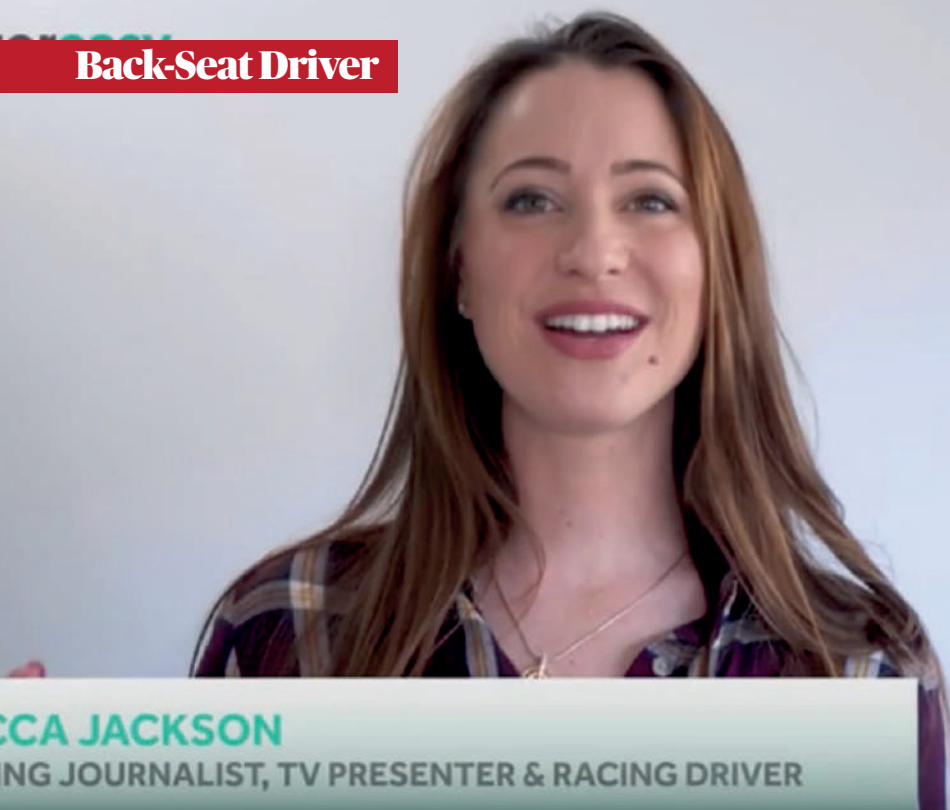 Back-Seat Driver
CCA JACKSON
ING JOURNALIST, TV PRESENTER & RACING DRIVER